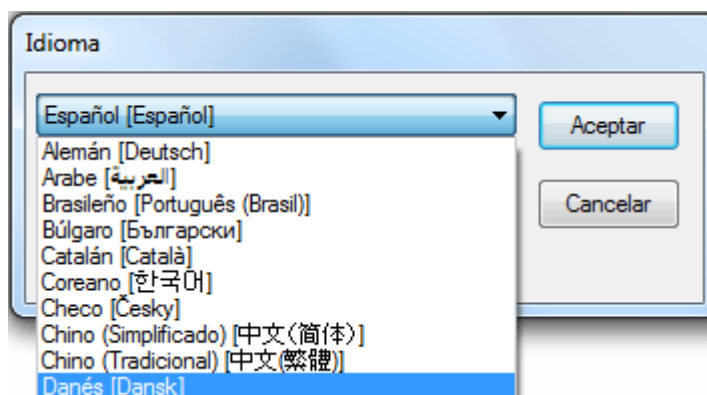 Idioma
Español [Español]
Aceptar
Alemán [Deutsch]
Arabe [العربية]
Brasileño [Português (Brasil)]
Cancelar
Búlgaro [Български]
Catalán [Català]
Coreano [한국어]
Checo [Česky]
Chino (Simplificado) [中文(简体)]
Chino (Tradicional) [中文(繁體)]
Danés [Dansk]